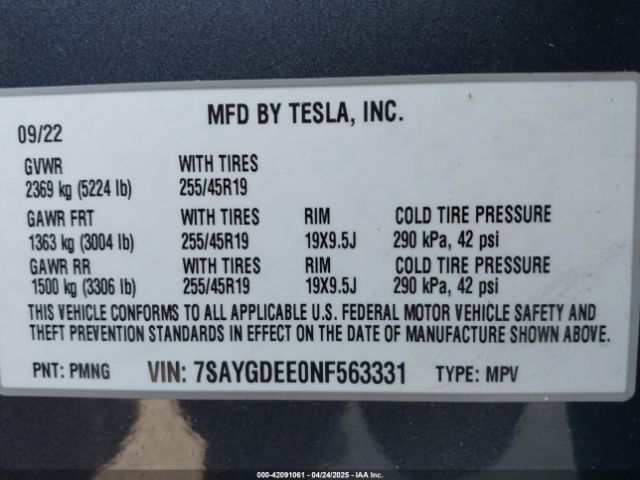 MFD BY TESLA, INC.
09/22
GVWR WITH TIRES
2369 kg (5224 lb) 255/45R19
GAWR FRT WITH TIRES RIM COLD TIRE PRESSURE
1363 kg (3004 lb) 255/45R19 19X9.5J 290 kPa, 42 psi
GAWR RR WITH TIRES RIM COLD TIRE PRESSURE
1500 kg (3306 lb) 255/45R19 19X9.5J 290 kPa, 42 psi
THIS VEHICLE CONFORMS TO ALL APPLICABLE U.S. FEDERAL MOTOR VEHICLE SAFETY AND
THEFT PREVENTION STANDARDS IN EFFECT ON THE DATE OF MANUFACTURE SHOWN ABOVE.
PNT: PMNG VIN: 7SAYGDEE0NF563331 TYPE: MPV
000-42091061 - 04/24/2025 - IAA Inc.